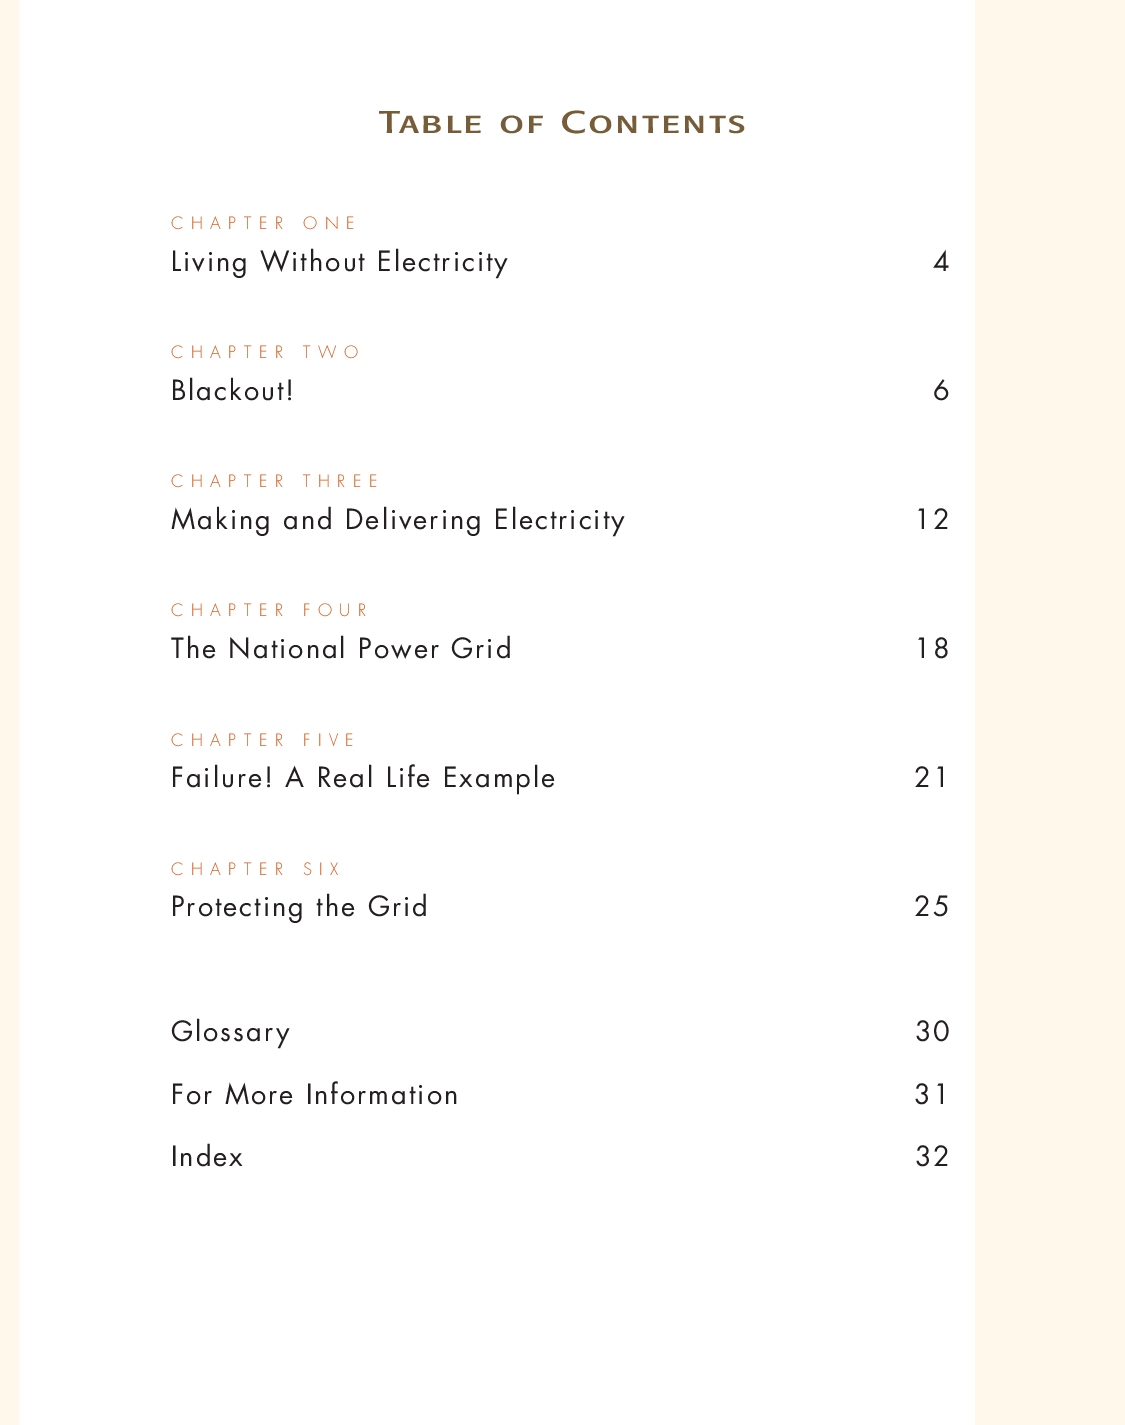 TABLE OF CONTENTS
CHAPTER ONE
Living Without Electricity 4
CHAPTER TWO
Blackout! 6
CHAPTER THREE
Making and Delivering Electricity 12
CHAPTER FOUR
The National Power Grid 18
CHAPTER FIVE
Failure! A Real Life Example 21
CHAPTER SIX
Protecting the Grid 25
Glossary 30
For More Information 31
Index 32